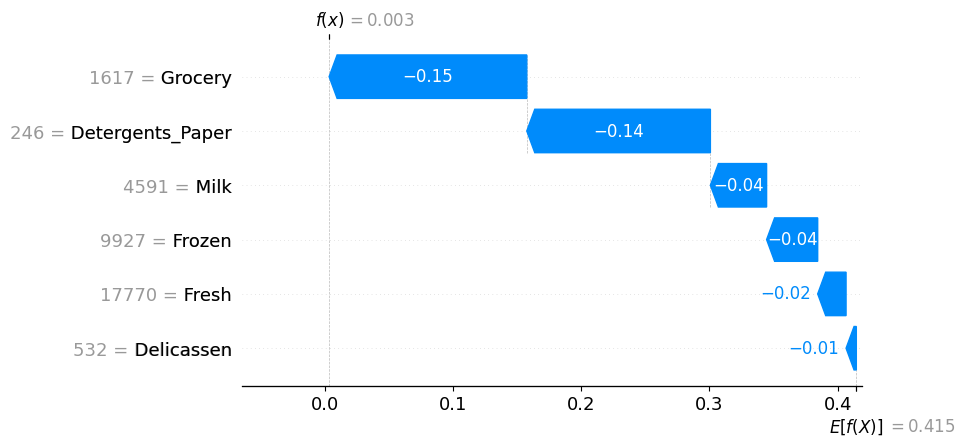 f(x) = 0.003
1617 = Grocery
−0.15
246 = Detergents_Paper
−0.14
4591 = Milk
−0.04
9927 = Frozen
−0.04
17770 = Fresh
−0.02
532 = Delicassen
−0.01
0.0 0.1 0.2 0.3 0.4
E[f(X)] = 0.415